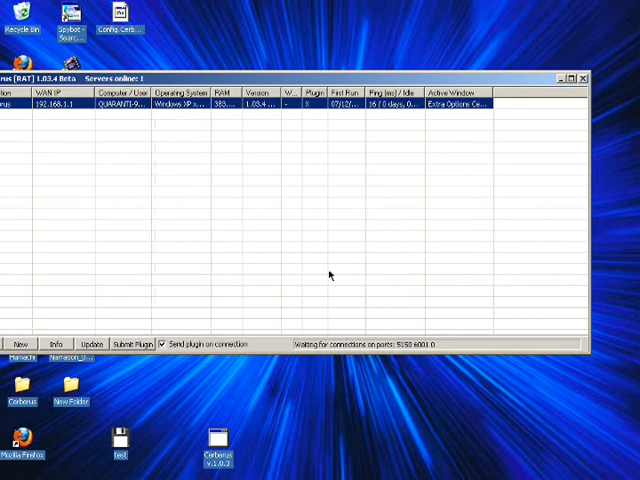 Recycle Bin
Spybot -
Searc...
Config.Cerb...
rus [RAT] 1.03.4 Beta Servers online: 1
tion WAN IP Computer / User Operating System RAM Version W... Plugin First Run Ping (ms) / Idle Active Window
rus 192.168.1.1 QUARANTI-9... Windows XP x... 383.... 1.03.4 ... - X 07/12/... 16 / 0 days, 0... Extra Options Ce...
New Info Update Submit Plugin Send plugin on connection Waiting for connections on ports: 5150 6001 0
Hamachi
Narration_0...
Cerberus
New Folder
Mozilla Firefox
test
Cerberus
v.1.0.3